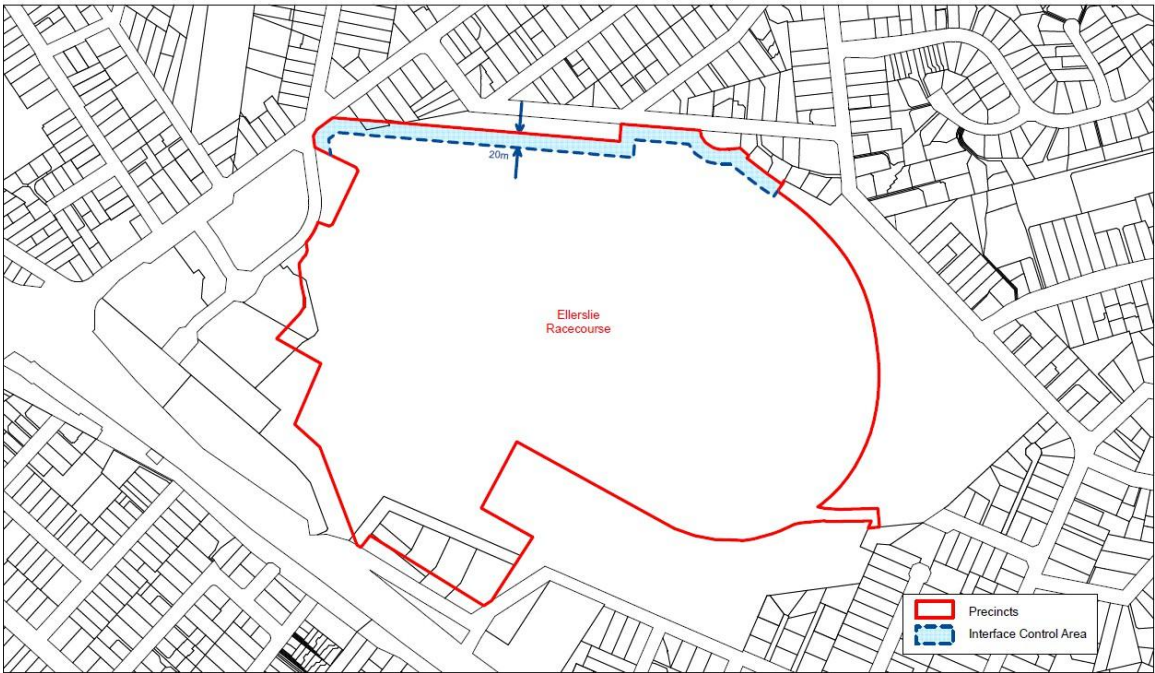 20m
Ellerslie
Racecourse
Precincts
Interface Control Area